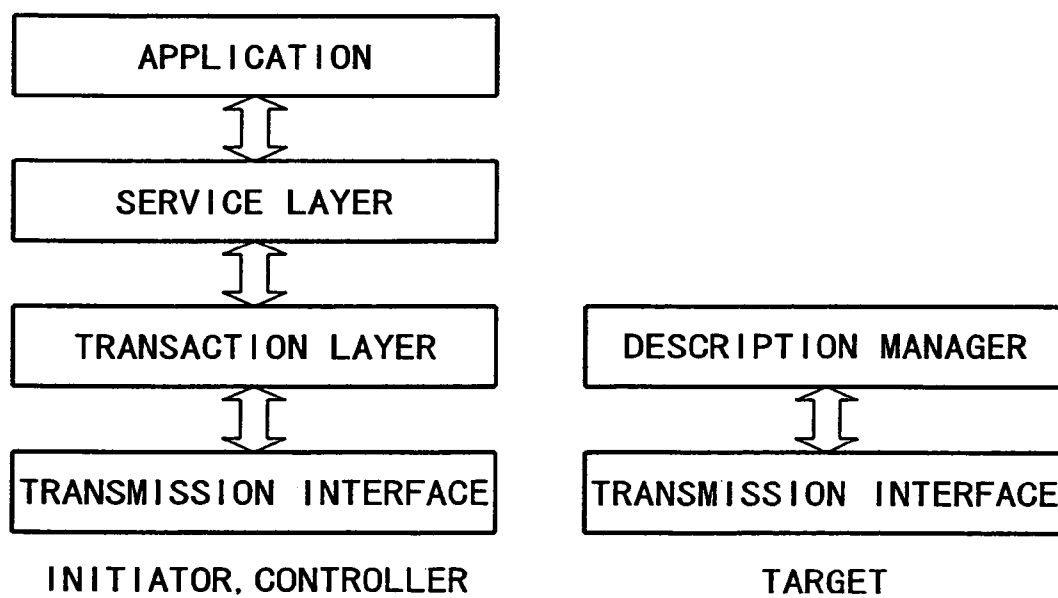 APPLICATION
SERVICE LAYER
TRANSACTION LAYER
TRANSMISSION INTERFACE
INITIATOR, CONTROLLER
DESCRIPTION MANAGER
TRANSMISSION INTERFACE
TARGET